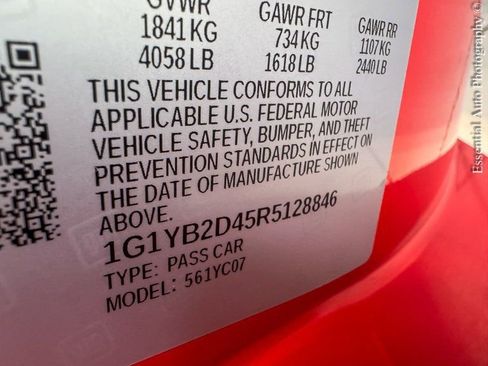 GVWR GAWR FRT GAWR RR
1841 KG 734 KG 1107 KG
4058 LB 1618 LB 2440 LB
THIS VEHICLE CONFORMS TO ALL
APPLICABLE U.S. FEDERAL MOTOR
VEHICLE SAFETY, BUMPER, AND THEFT
PREVENTION STANDARDS IN EFFECT ON
THE DATE OF MANUFACTURE SHOWN
ABOVE.
1G1YB2D45R5128846
TYPE: PASS CAR
MODEL: 561YC07
Essential Auto Photography ©